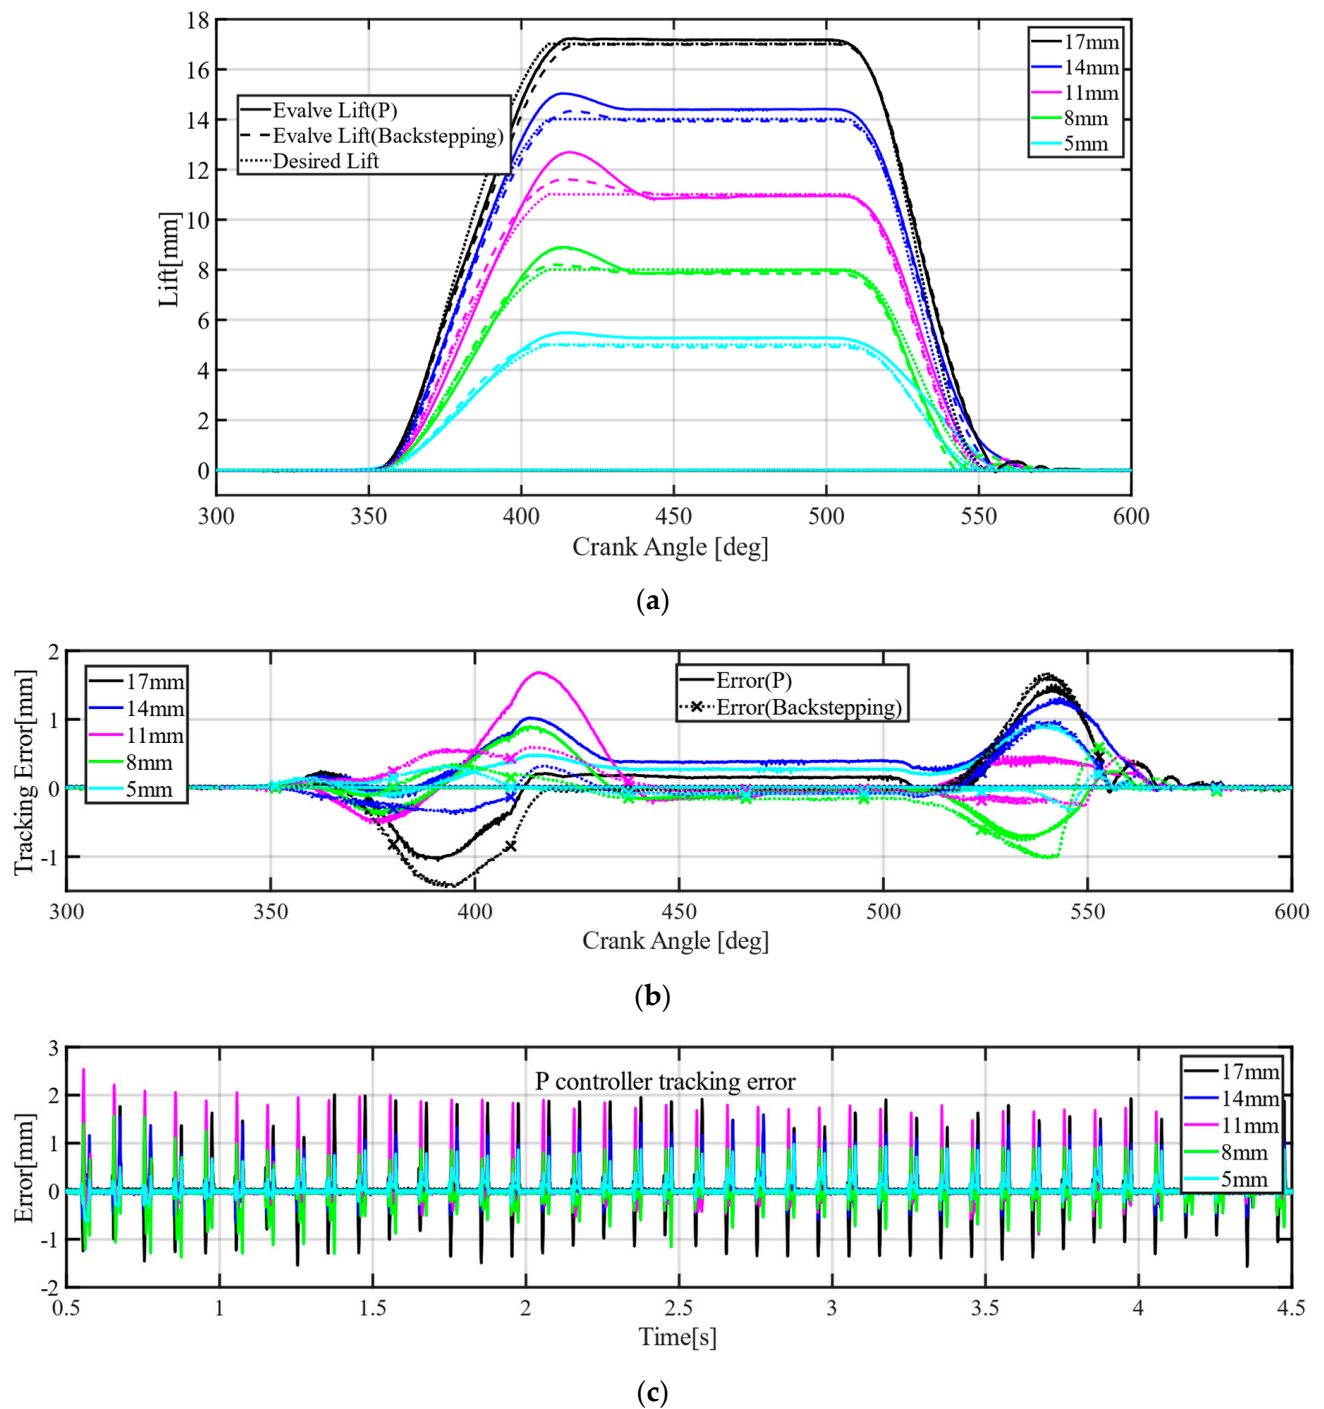 18
16
14
12
10
8
6
4
2
0
Lift[mm]
Evalve Lift(P)
Evalve Lift(Backstepping)
Desired Lift
17mm
14mm
11mm
8mm
5mm
300 350 400 450 500 550 600
Crank Angle [deg]
(a)
2
1
0
-1
Tracking Error[mm]
17mm
14mm
11mm
8mm
5mm
Error(P)
Error(Backstepping)
300 350 400 450 500 550 600
Crank Angle [deg]
(b)
3
2
1
0
-1
-2
Error[mm]
P controller tracking error
17mm
14mm
11mm
8mm
5mm
0.5 1 1.5 2 2.5 3 3.5 4 4.5
Time[s]
(c)